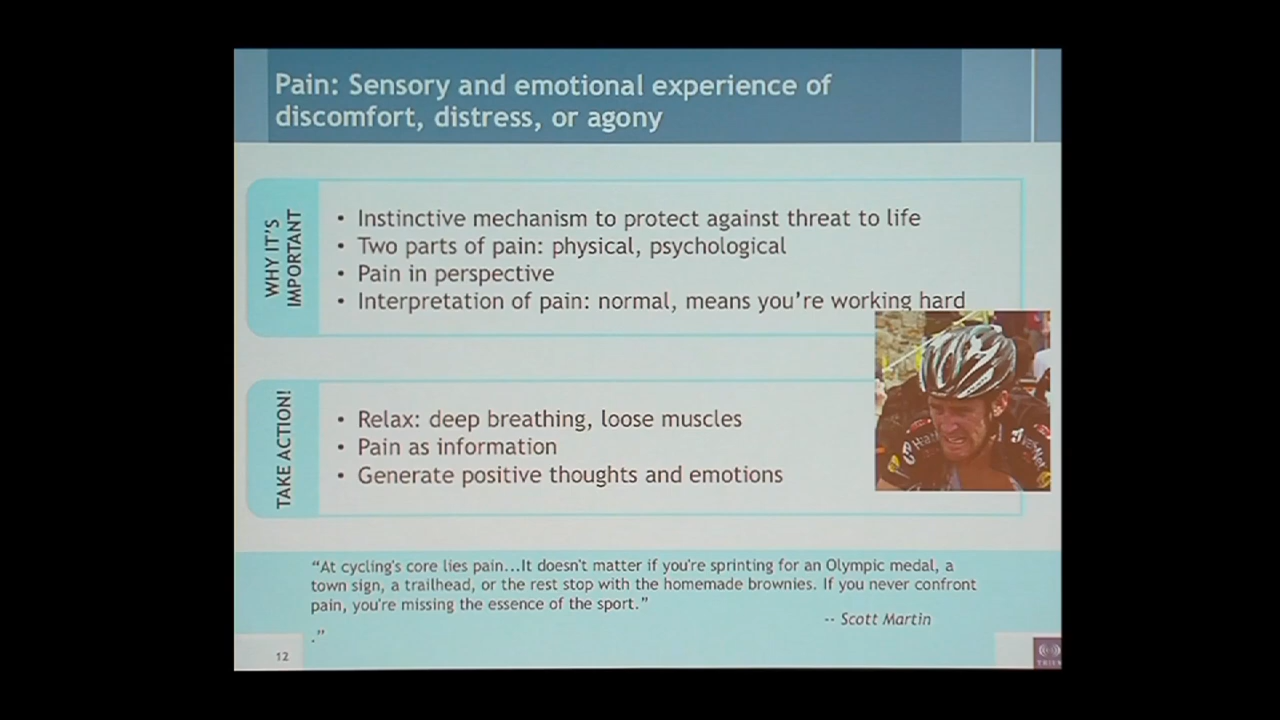 Pain: Sensory and emotional experience of
discomfort, distress, or agony
WHY IT'S
IMPORTANT
• Instinctive mechanism to protect against threat to life
• Two parts of pain: physical, psychological
• Pain in perspective
• Interpretation of pain: normal, means you're working hard
TAKE ACTION!
• Relax: deep breathing, loose muscles
• Pain as information
• Generate positive thoughts and emotions
“At cycling's core lies pain...It doesn't matter if you're sprinting for an Olympic medal, a
town sign, a trailhead, or the rest stop with the homemade brownies. If you never confront
pain, you're missing the essence of the sport.”
-- Scott Martin
.”
12